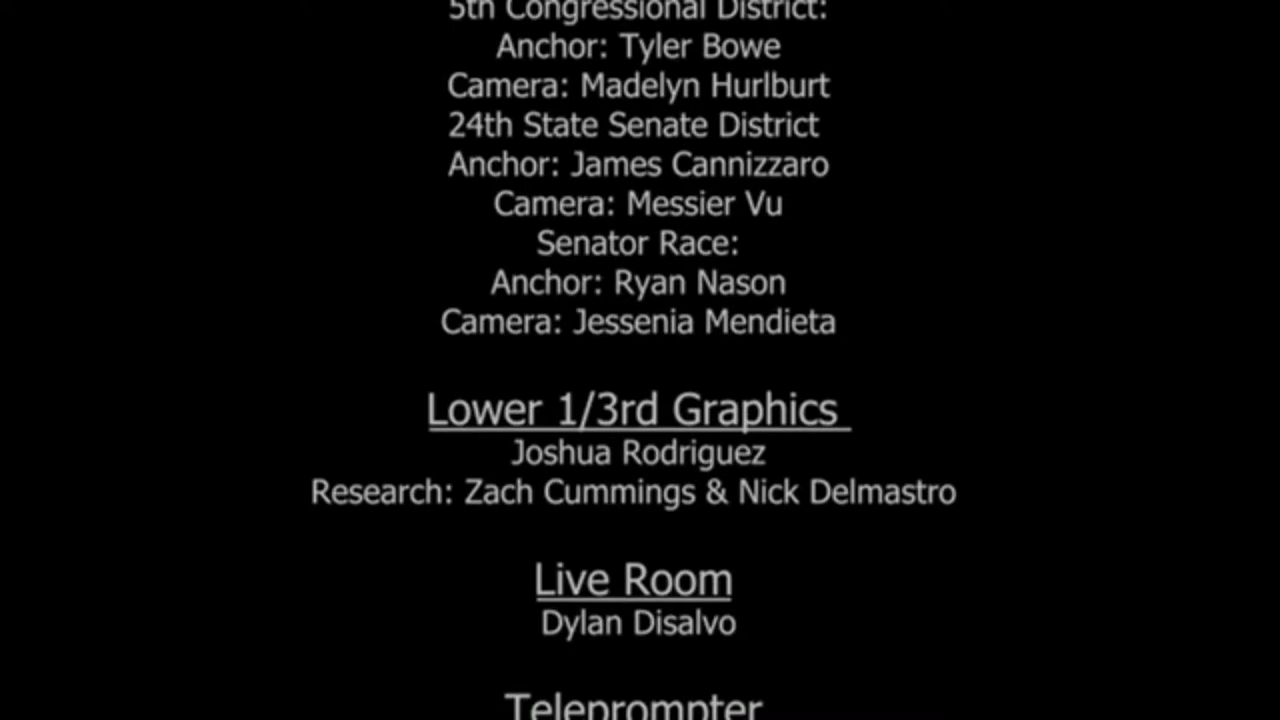 5th Congressional District:
Anchor: Tyler Bowe
Camera: Madelyn Hurlburt
24th State Senate District
Anchor: James Cannizzaro
Camera: Messier Vu
Senator Race:
Anchor: Ryan Nason
Camera: Jessenia Mendieta
Lower 1/3rd Graphics
Joshua Rodriguez
Research: Zach Cummings & Nick Delmastro
Live Room
Dylan Disalvo
Teleprompter